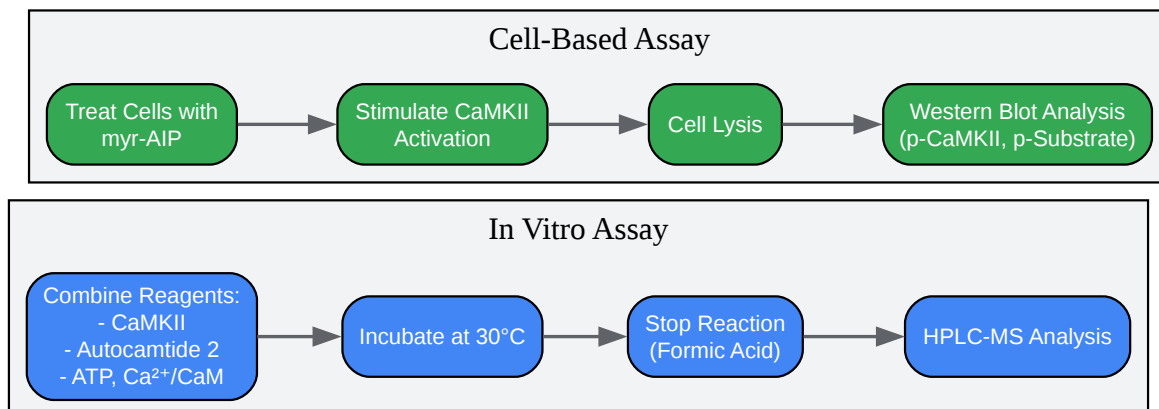 Cell-Based Assay
Treat Cells with
myr-AIP
Stimulate CaMKII
Activation
Cell Lysis
Western Blot Analysis
(p-CaMKII, p-Substrate)
In Vitro Assay
Combine Reagents:
- CaMKII
- Autocamtide 2
- ATP, Ca²⁺/CaM
Incubate at 30°C
Stop Reaction
(Formic Acid)
HPLC-MS Analysis